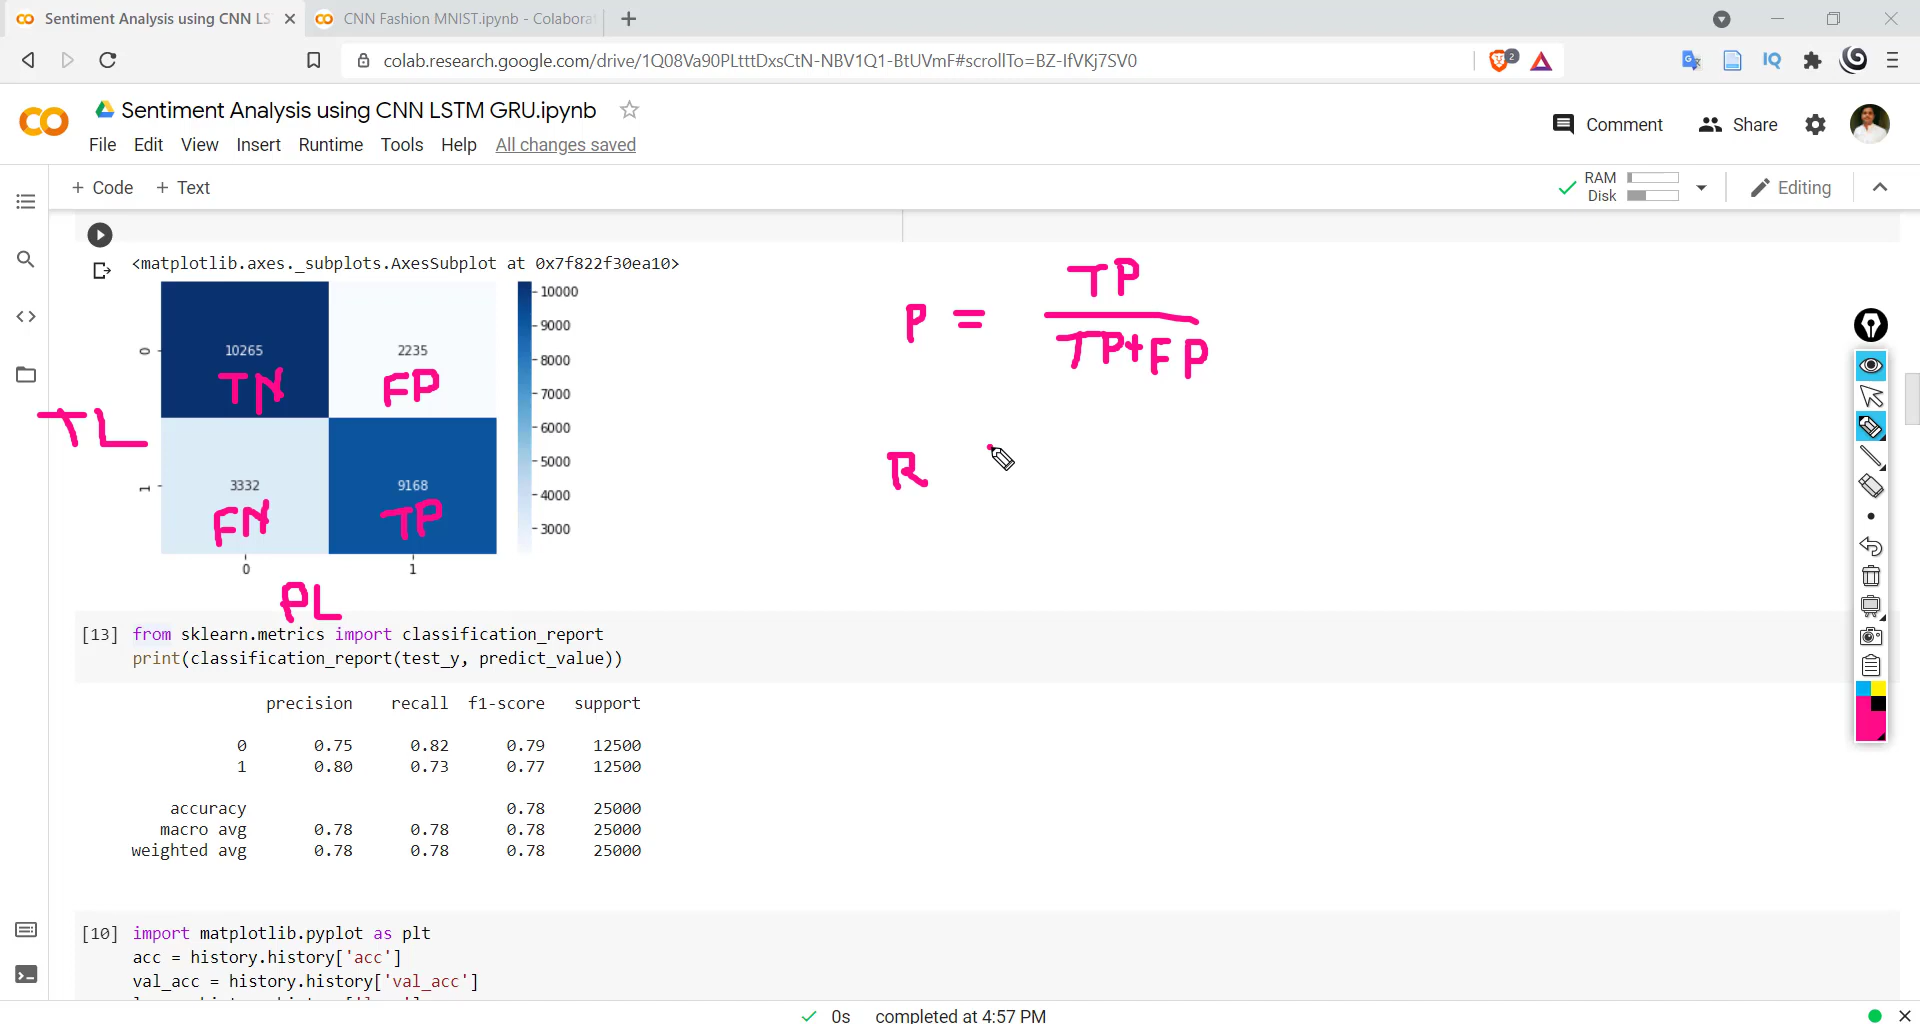 Sentiment Analysis using CNN LS
CNN Fashion MNIST.ipynb - Colabora
colab.research.google.com/drive/1Q08Va90PLtttDxsCtN-NBV1Q1-BtUVmF#scrollTo=BZ-IfVKj7SV0
2
IQ
Sentiment Analysis using CNN LSTM GRU.ipynb
File Edit View Insert Runtime Tools Help All changes saved
Comment Share
+ Code + Text
RAM
Disk
Editing
<matplotlib.axes._subplots.AxesSubplot at 0x7f822f30ea10>
10265 2235
TN FP
3332 9168
FN TP
0
1
0 1
TL
PL
10000
9000
8000
7000
6000
5000
4000
3000
P = TP
TP+FP
R
[13] from sklearn.metrics import classification_report
print(classification_report(test_y, predict_value))
precision recall f1-score support
0 0.75 0.82 0.79 12500
1 0.80 0.73 0.77 12500
accuracy 0.78 25000
macro avg 0.78 0.78 0.78 25000
weighted avg 0.78 0.78 0.78 25000
[10] import matplotlib.pyplot as plt
acc = history.history['acc']
val_acc = history.history['val_acc']
0s completed at 4:57 PM